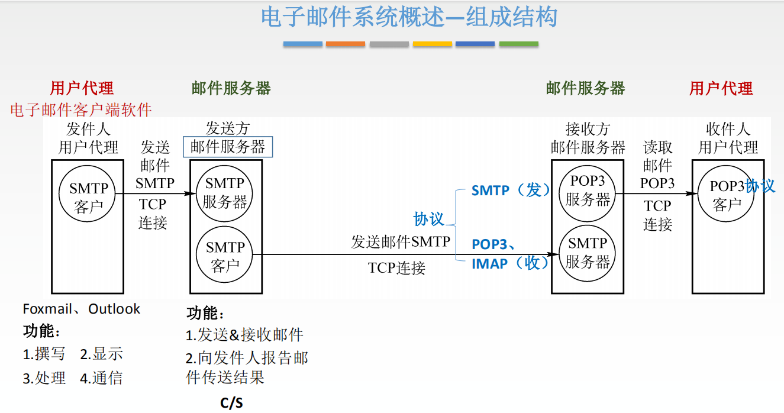 电子邮件系统概述—组成结构
用户代理
邮件服务器
邮件服务器
用户代理
电子邮件客户端软件
发件人
用户代理
发送
邮件
SMTP
TCP
连接
发送方
邮件服务器
接收方
邮件服务器
读取
邮件
POP3
TCP
连接
收件人
用户代理
SMTP
客户
SMTP
服务器
SMTP
客户
协议
SMTP（发）
POP3、
IMAP（收）
发送邮件SMTP
TCP连接
POP3
服务器
SMTP
服务器
POP3
客户
协议
Foxmail、Outlook
功能：
1.撰写 2.显示
3.处理 4.通信
功能：
1.发送&接收邮件
2.向发件人报告邮
件传送结果
C/S